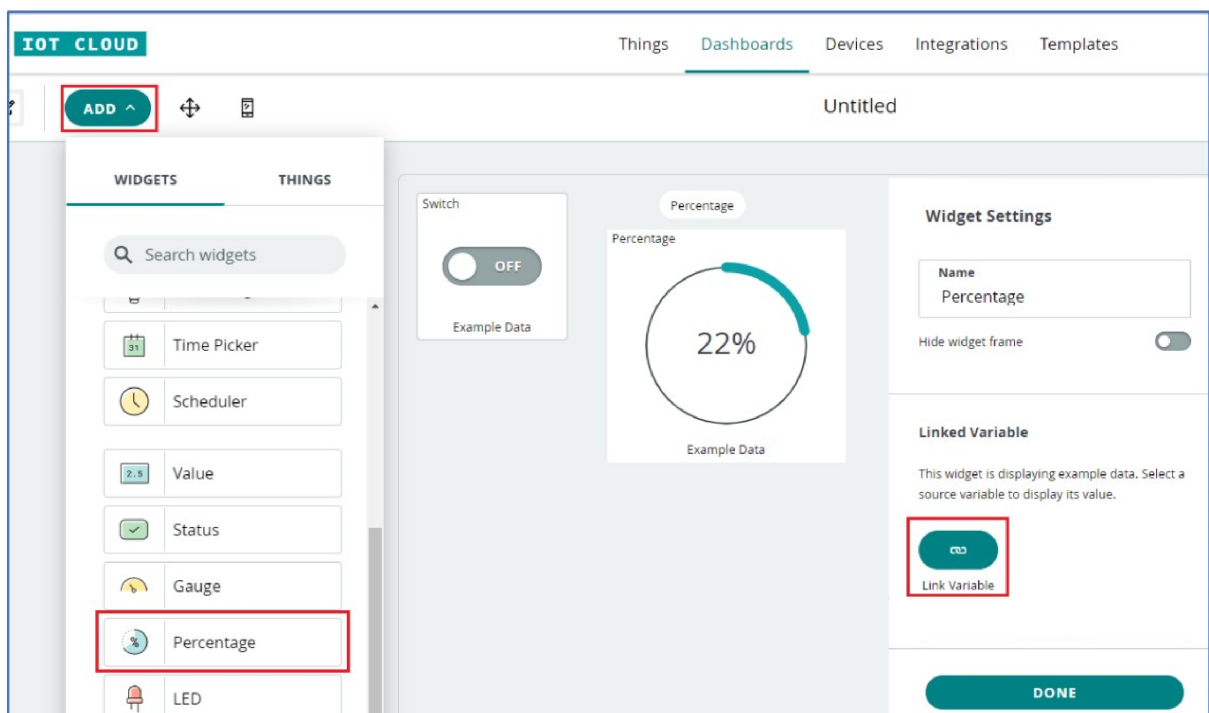 IOT CLOUD
Things Dashboards Devices Integrations Templates
ADD
Untitled
WIDGETS THINGS
Search widgets
31
Time Picker
Scheduler
2.5
Value
Status
Gauge
%
Percentage
LED
Switch
OFF
Example Data
Percentage
Percentage
22%
Example Data
Widget Settings
Name
Percentage
Hide widget frame
Linked Variable
This widget is displaying example data. Select a
source variable to display its value.
Link Variable
DONE